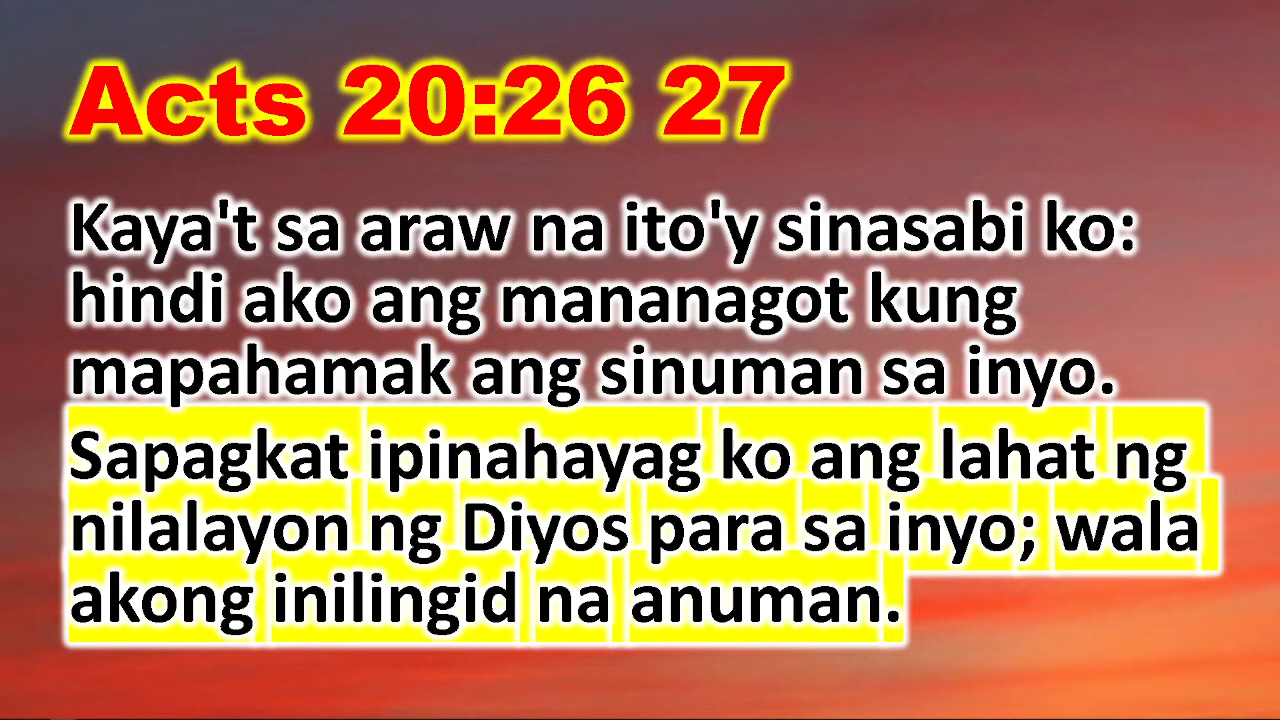 Acts 20:26 27
Kaya't sa araw na ito'y sinasabi ko:
hindi ako ang mananagot kung
mapahamak ang sinuman sa inyo.
Sapagkat ipinahayag ko ang lahat ng
nilalayon ng Diyos para sa inyo; wala
akong inilingid na anuman.